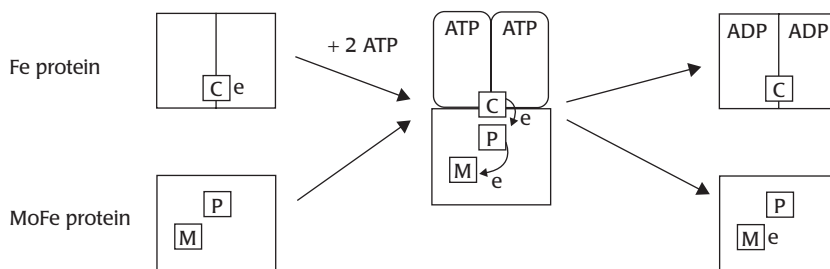 Fe protein
C e
+ 2 ATP
ATP ATP
C
e
P
M
e
ADP ADP
C
MoFe protein
P
M
P
M e